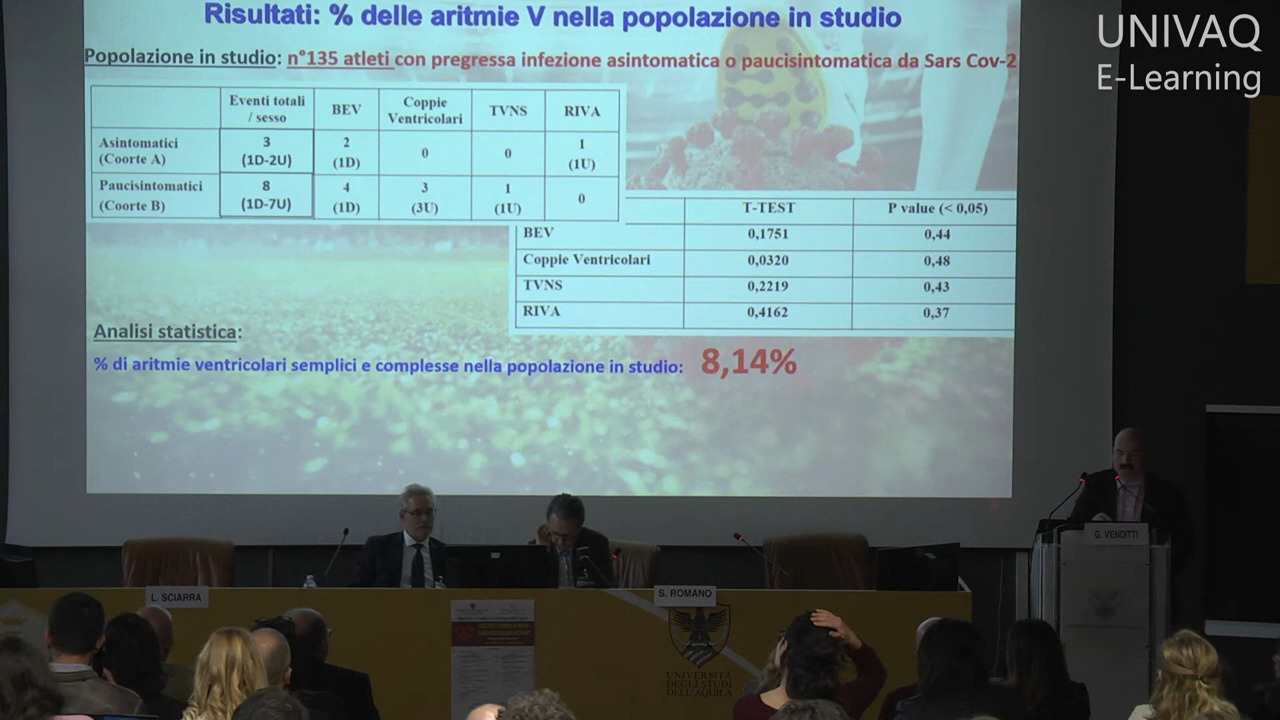 Risultati: % delle aritmie V nella popolazione in studio
UNIVAQ
E-Learning
Popolazione in studio: n°135 atleti con pregressa infezione asintomatica o paucisintomatica da Sars Cov-2
Eventi totali / sesso BEV Coppie Ventricolari TVNS RIVA
Asintomatici (Coorte A) 3 (1D-2U) 2 (1D) 0 0 1 (1U)
Paucisintomatici (Coorte B) 8 (1D-7U) 4 (1D) 3 (3U) 1 (1U) 0
T-TEST P value (< 0,05)
BEV 0,1751 0,44
Coppie Ventricolari 0,0320 0,48
TVNS 0,2219 0,43
RIVA 0,4162 0,37
Analisi statistica:
% di aritmie ventricolari semplici e complesse nella popolazione in studio: 8,14%
G. VENDITTI
L. SCIARRA
S. ROMANO
UNIVERSITÀ
DEGLI STUDI
DELL'AQUILA